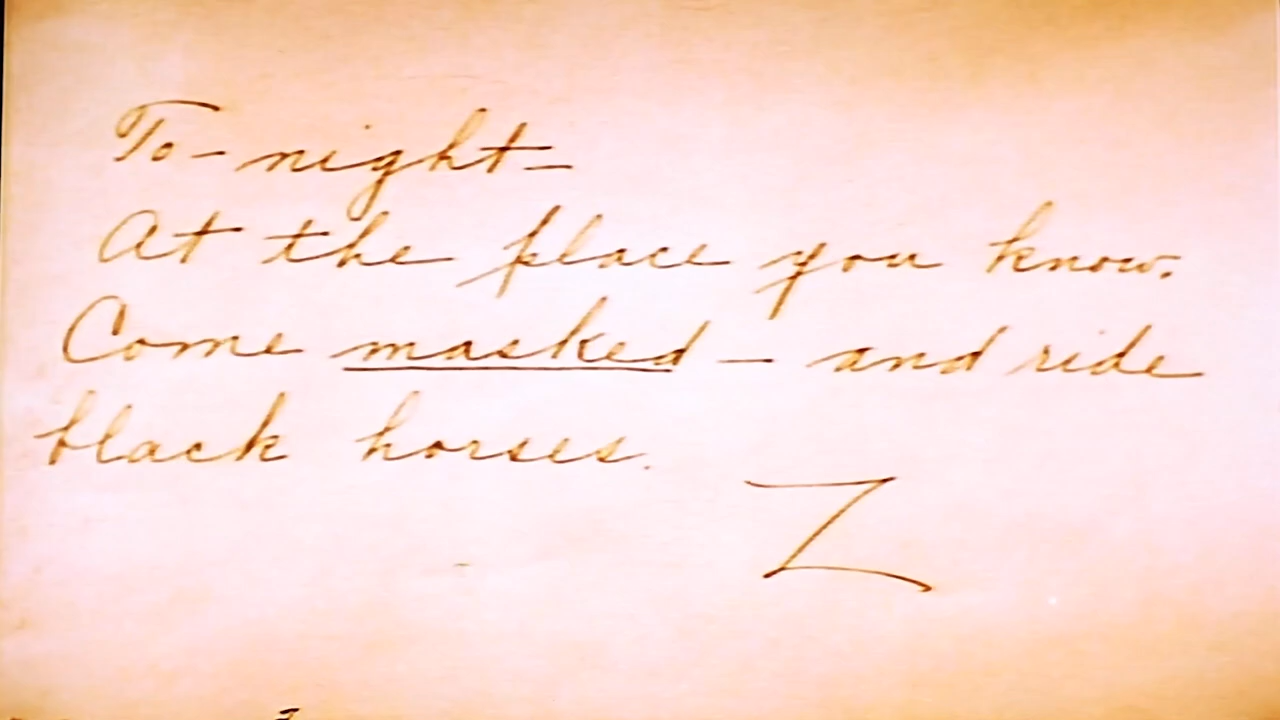 To-night-
At the place you know.
Come masked - and ride
black horses.
Z